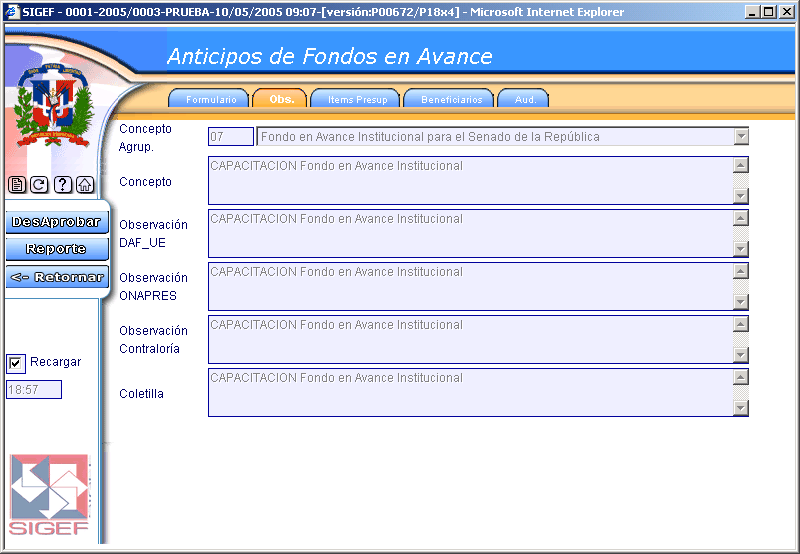 SIGEF - 0001-2005/0003-PRUEBA-10/05/2005 09:07-[versión:P00672/P18x4] - Microsoft Internet Explorer
Anticipos de Fondos en Avance
Formulario Obs. Items Presup Beneficiarios Aud.
Concepto Agrup. 07 Fondo en Avance Institucional para el Senado de la República
Concepto CAPACITACION Fondo en Avance Institucional
Observación DAF_UE CAPACITACION Fondo en Avance Institucional
Observación ONAPRES CAPACITACION Fondo en Avance Institucional
Observación Contraloría CAPACITACION Fondo en Avance Institucional
Coletilla CAPACITACION Fondo en Avance Institucional
DesAprobar
Reporte
<- Retornar
Recargar
18:57
SIGEF